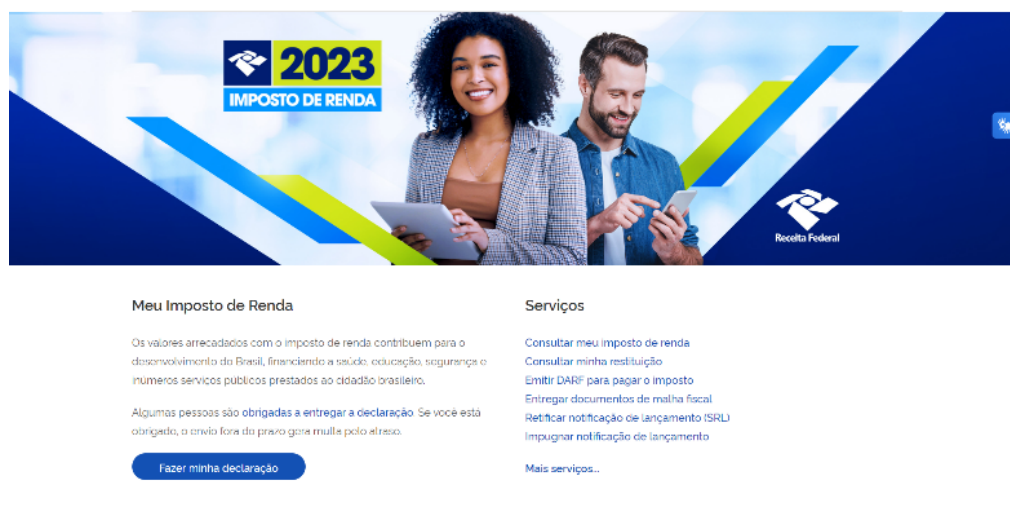 2023
IMPOSTO DE RENDA
Receita Federal
Meu Imposto de Renda
Os valores arrecadados com o imposto de renda contribuem para o
desenvolvimento do Brasil, financiando a saúde, educação, segurança e
inúmeros serviços públicos prestados ao cidadão brasileiro.
Algumas pessoas são obrigadas a entregar a declaração. Se você está
obrigado, o envio fora do prazo gera multa pelo atraso.
Fazer minha declaração
Serviços
Consultar meu imposto de renda
Consultar minha restituição
Emitir DARF para pagar o imposto
Entregar documentos de malha fiscal
Retificar notificação de lançamento (SRL)
Impugnar notificação de lançamento
Mais serviços...